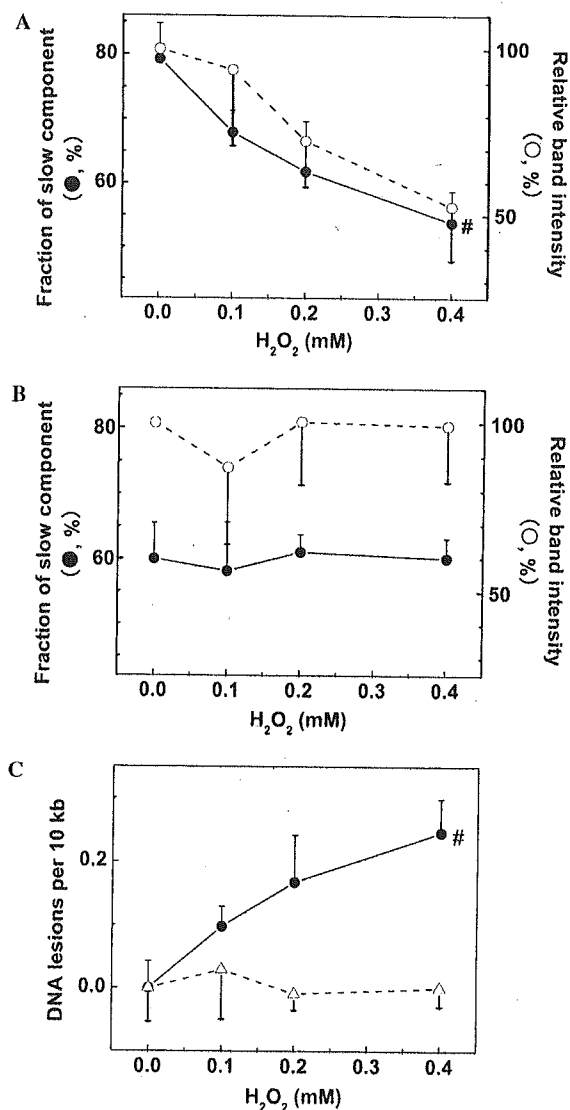 A
Fraction of slow component
(●, %)
80
60
100
50
Relative band intensity
(○, %)
#
0.0 0.1 0.2 0.3 0.4
H₂O₂ (mM)
B
Fraction of slow component
(●, %)
80
60
100
50
Relative band intensity
(○, %)
0.0 0.1 0.2 0.3 0.4
H₂O₂ (mM)
C
DNA lesions per 10 kb
0.2
0.0
#
0.0 0.1 0.2 0.3 0.4
H₂O₂ (mM)